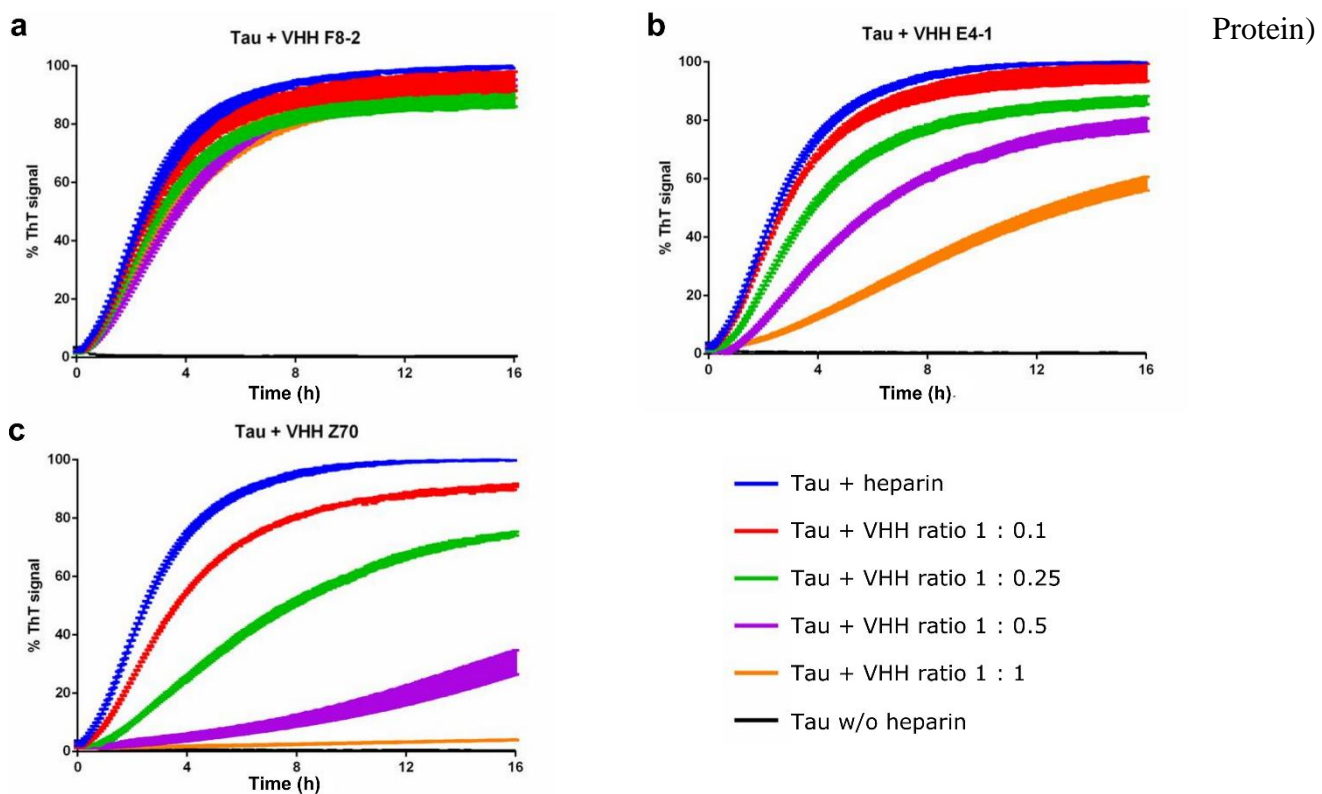 a
Tau + VHH F8-2
% ThT signal
100
80
60
40
20
0
0 4 8 12 16
Time (h)
b
Tau + VHH E4-1
% ThT signal
100
80
60
40
20
0
0 4 8 12 16
Time (h)
Protein)
c
Tau + VHH Z70
% ThT signal
100
80
60
40
20
0
0 4 8 12 16
Time (h)
Tau + heparin
Tau + VHH ratio 1 : 0.1
Tau + VHH ratio 1 : 0.25
Tau + VHH ratio 1 : 0.5
Tau + VHH ratio 1 : 1
Tau w/o heparin